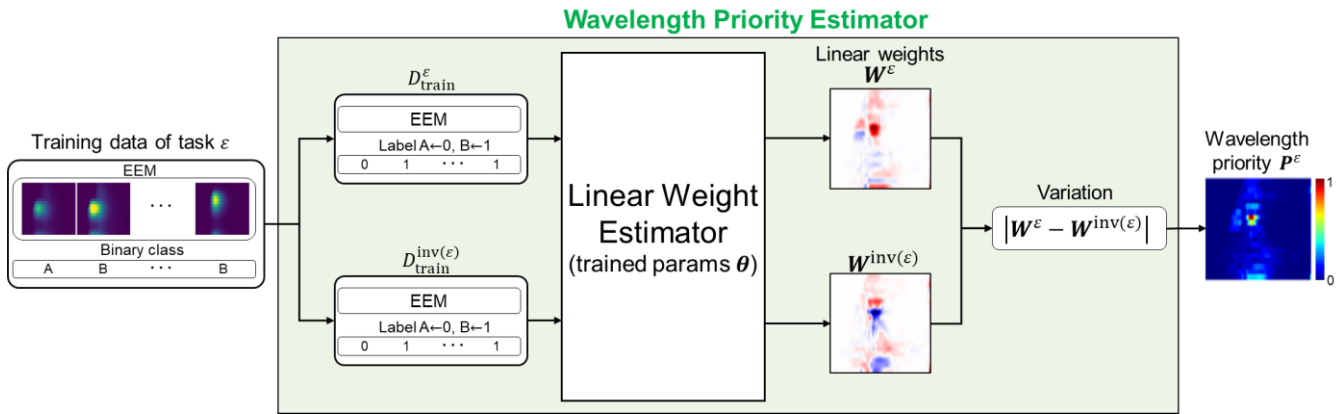 Wavelength Priority Estimator
Training data of task ε
EEM
· · ·
Binary class
A B · · · B
D_train^ε
EEM
Label A←0, B←1
0 1 · · · 1
D_train^inv(ε)
EEM
Label A←0, B←1
0 1 · · · 1
Linear Weight
Estimator
(trained params θ)
Linear weights
W^ε
W^inv(ε)
Variation
|W^ε − W^inv(ε)|
Wavelength
priority P^ε
1
0